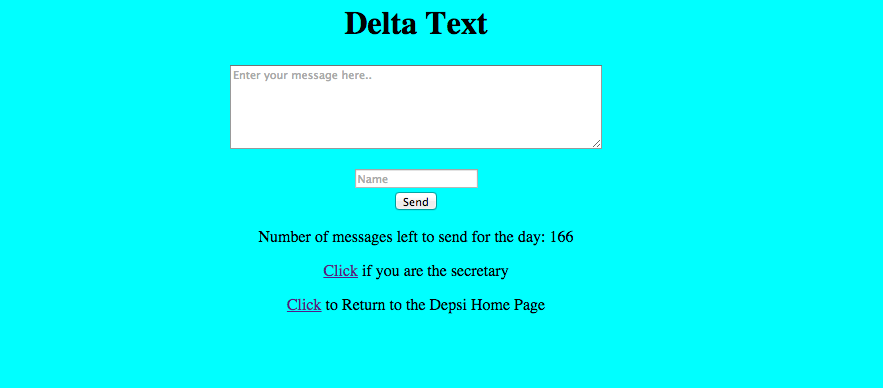 Delta Text
Enter your message here..
Name
Send
Number of messages left to send for the day: 166
Click if you are the secretary
Click to Return to the Depsi Home Page